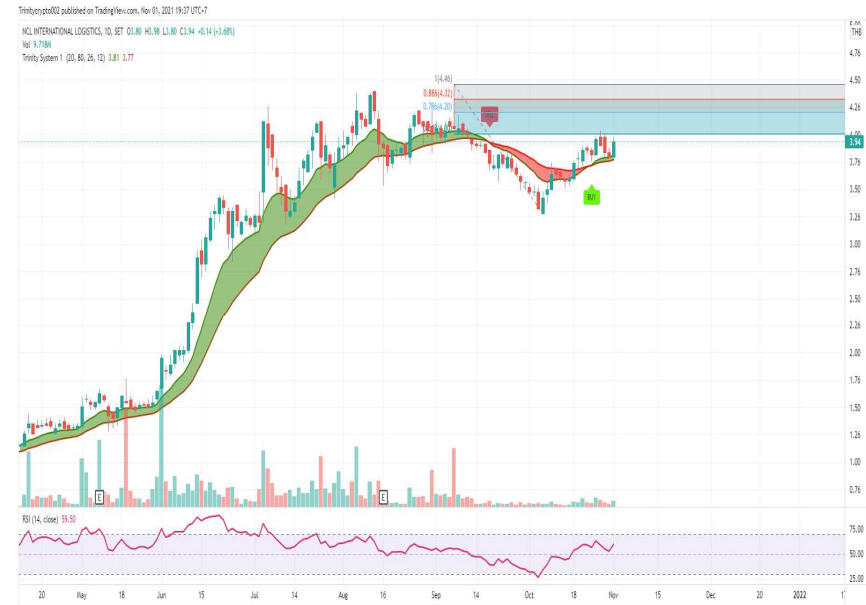 Trinitycrypto002 published on TradingView.com, Nov 01, 2021 19:37 UTC+7
NCL INTERNATIONAL LOGISTICS, 1D, SET O3.80 H3.98 L3.80 C3.94 +0.14 (+3.68%)
Vol 9.718M
Trinity System 1 (20, 80, 26, 12) 3.81 3.77
THB
4.76
1(4.46)
4.50
0.886(4.32)
4.26
0.786(4.20)
4.00
3.94
3.76
3.50
BUY
3.26
3.00
2.76
2.50
2.26
2.00
1.76
1.50
1.26
1.00
0.76
E
E
RSI (14, close) 59.50
75.00
50.00
25.00
20 May 18 Jun 15 Jul 14 Aug 16 Sep 14 Oct 18 Nov 15 Dec 20 2022